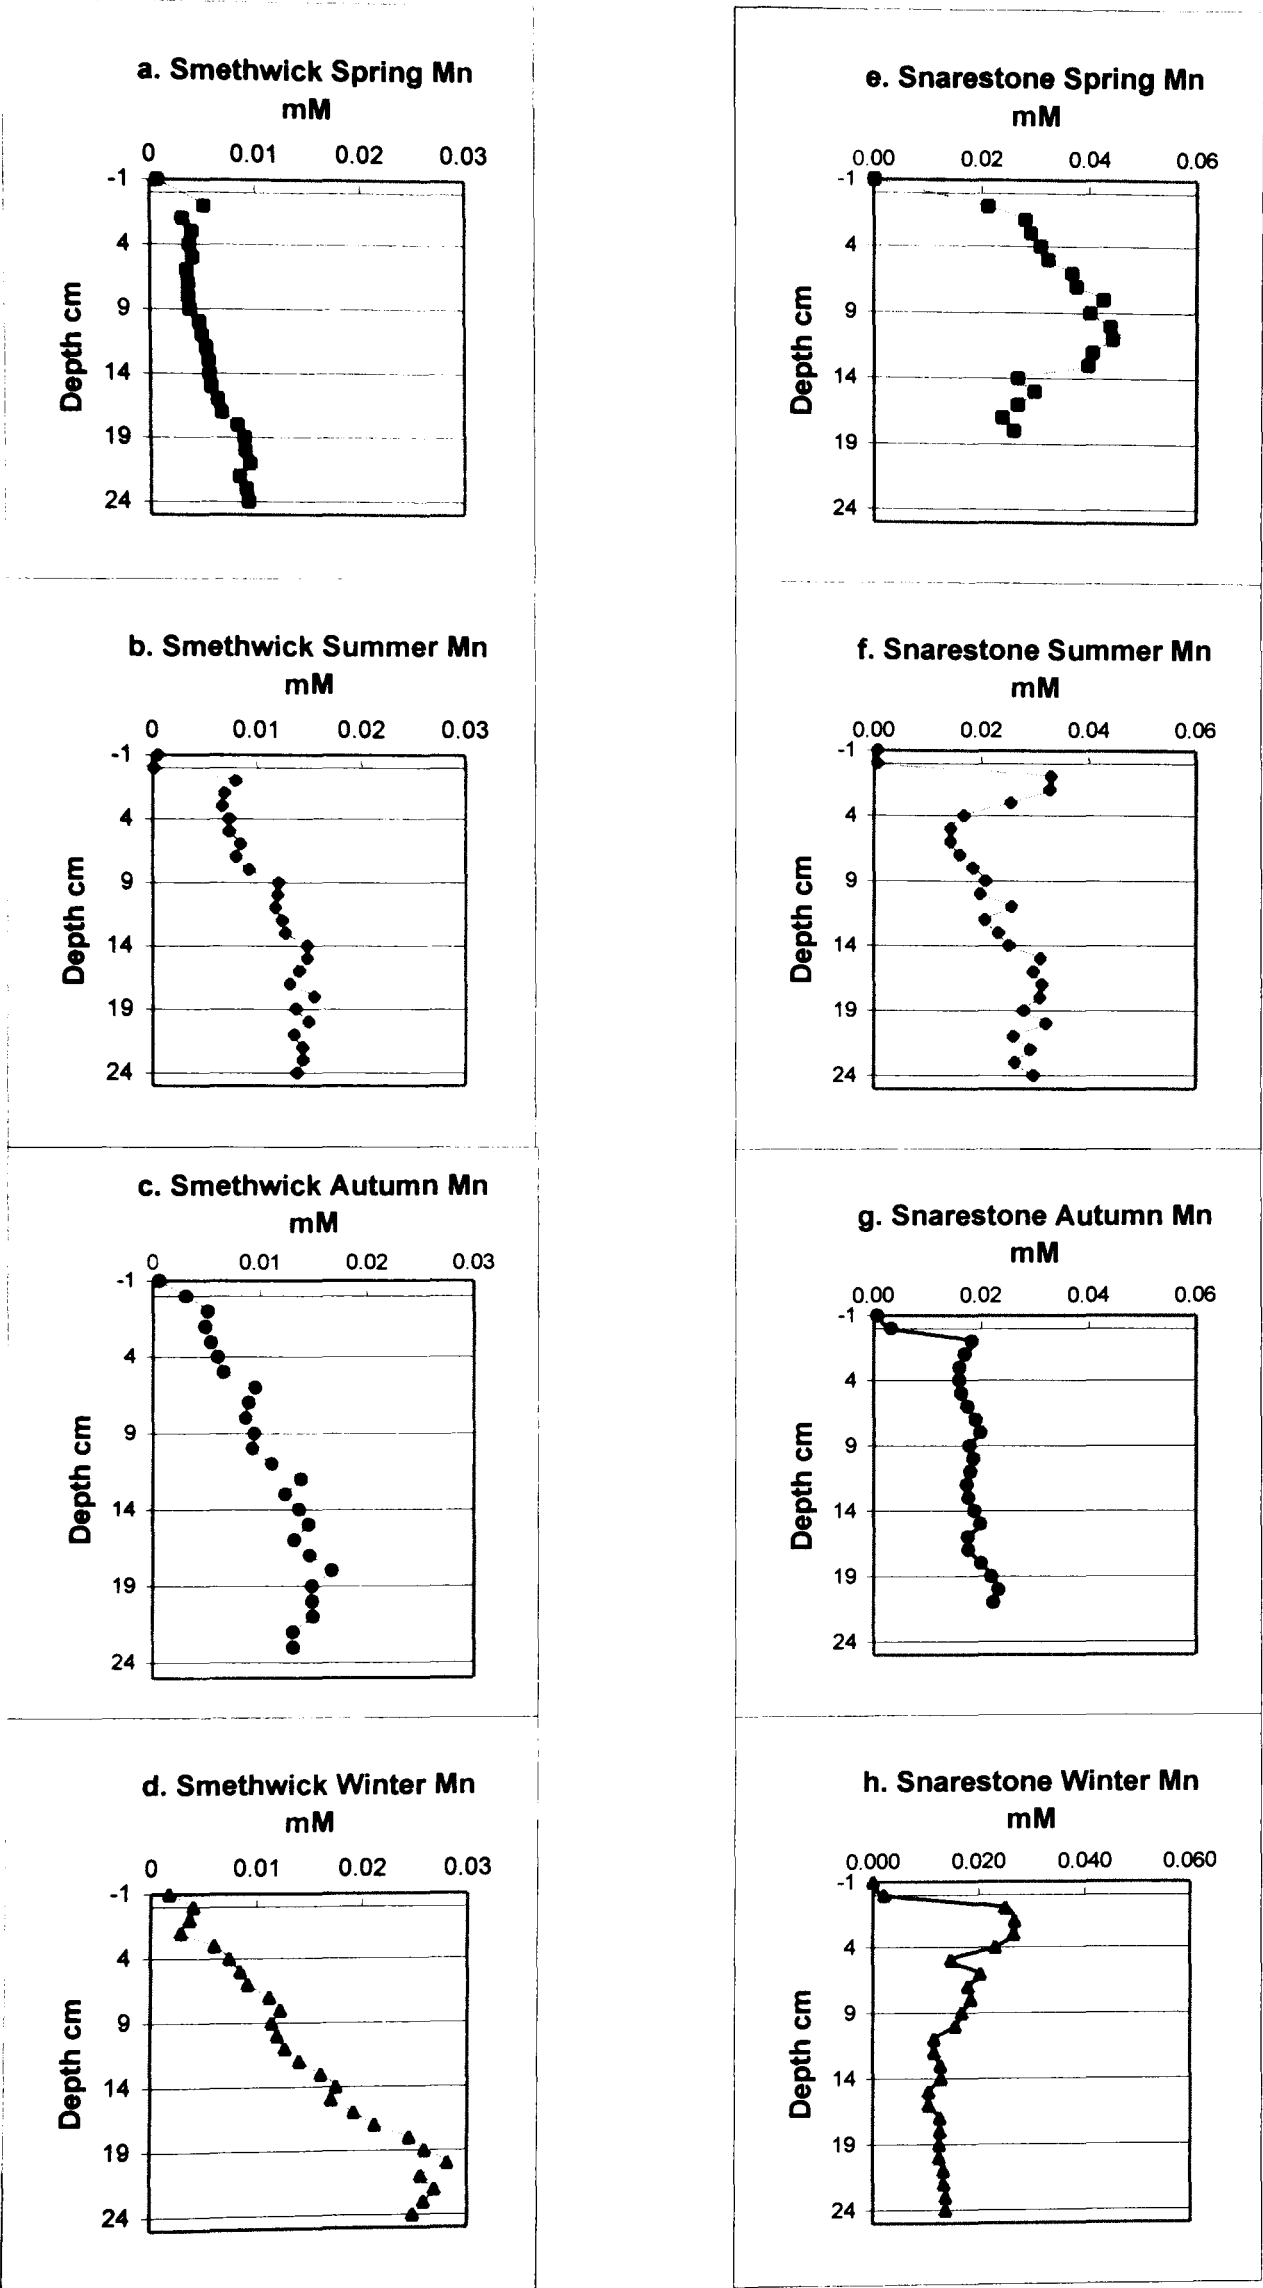 a. Smethwick Spring Mn
mM
0 0.01 0.02 0.03
-1
4
9
14
19
24
Depth cm
b. Smethwick Summer Mn
mM
0 0.01 0.02 0.03
-1
4
9
14
19
24
Depth cm
c. Smethwick Autumn Mn
mM
0 0.01 0.02 0.03
-1
4
9
14
19
24
Depth cm
d. Smethwick Winter Mn
mM
0 0.01 0.02 0.03
-1
4
9
14
19
24
Depth cm
e. Snarestone Spring Mn
mM
0.00 0.02 0.04 0.06
-1
4
9
14
19
24
Depth cm
f. Snarestone Summer Mn
mM
0.00 0.02 0.04 0.06
-1
4
9
14
19
24
Depth cm
g. Snarestone Autumn Mn
mM
0.00 0.02 0.04 0.06
-1
4
9
14
19
24
Depth cm
h. Snarestone Winter Mn
mM
0.000 0.020 0.040 0.060
-1
4
9
14
19
24
Depth cm